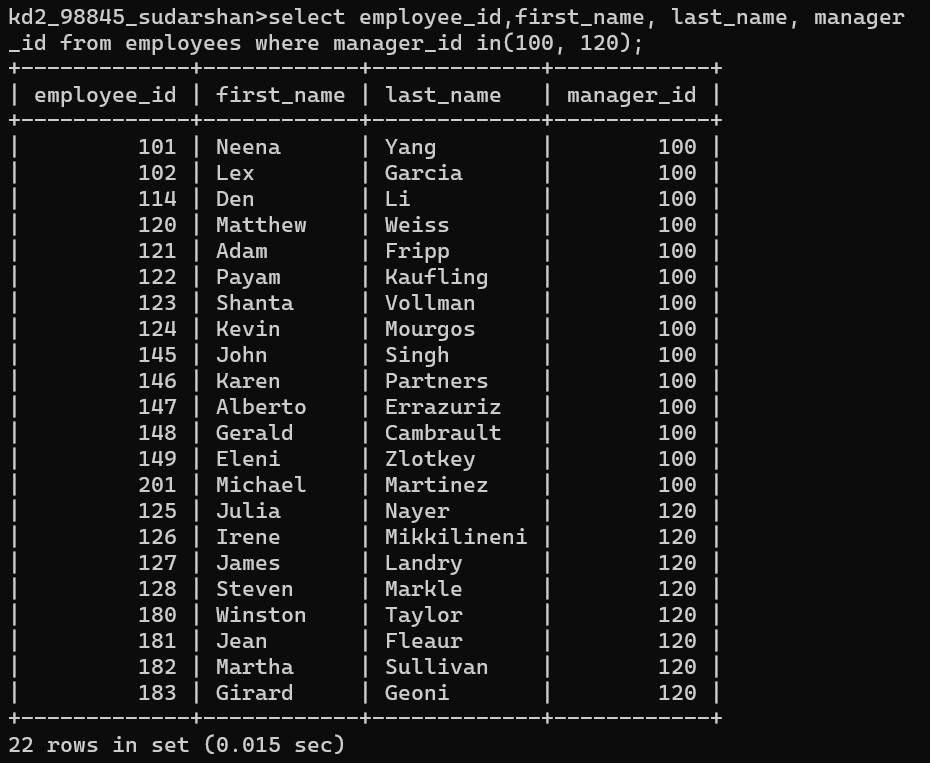 kd2_98845_sudarshan>select employee_id,first_name, last_name, manager
_id from employees where manager_id in(100, 120);
+-------------+------------+-------------+------------+
| employee_id | first_name | last_name   | manager_id |
+-------------+------------+-------------+------------+
|         101 | Neena      | Yang        |        100 |
|         102 | Lex        | Garcia      |        100 |
|         114 | Den        | Li          |        100 |
|         120 | Matthew    | Weiss       |        100 |
|         121 | Adam       | Fripp       |        100 |
|         122 | Payam      | Kaufling    |        100 |
|         123 | Shanta     | Vollman     |        100 |
|         124 | Kevin      | Mourgos     |        100 |
|         145 | John       | Singh       |        100 |
|         146 | Karen      | Partners    |        100 |
|         147 | Alberto    | Errazuriz   |        100 |
|         148 | Gerald     | Cambrault   |        100 |
|         149 | Eleni      | Zlotkey     |        100 |
|         201 | Michael    | Martinez    |        100 |
|         125 | Julia      | Nayer       |        120 |
|         126 | Irene      | Mikkilineni |        120 |
|         127 | James      | Landry      |        120 |
|         128 | Steven     | Markle      |        120 |
|         180 | Winston    | Taylor      |        120 |
|         181 | Jean       | Fleaur      |        120 |
|         182 | Martha     | Sullivan    |        120 |
|         183 | Girard     | Geoni       |        120 |
+-------------+------------+-------------+------------+
22 rows in set (0.015 sec)